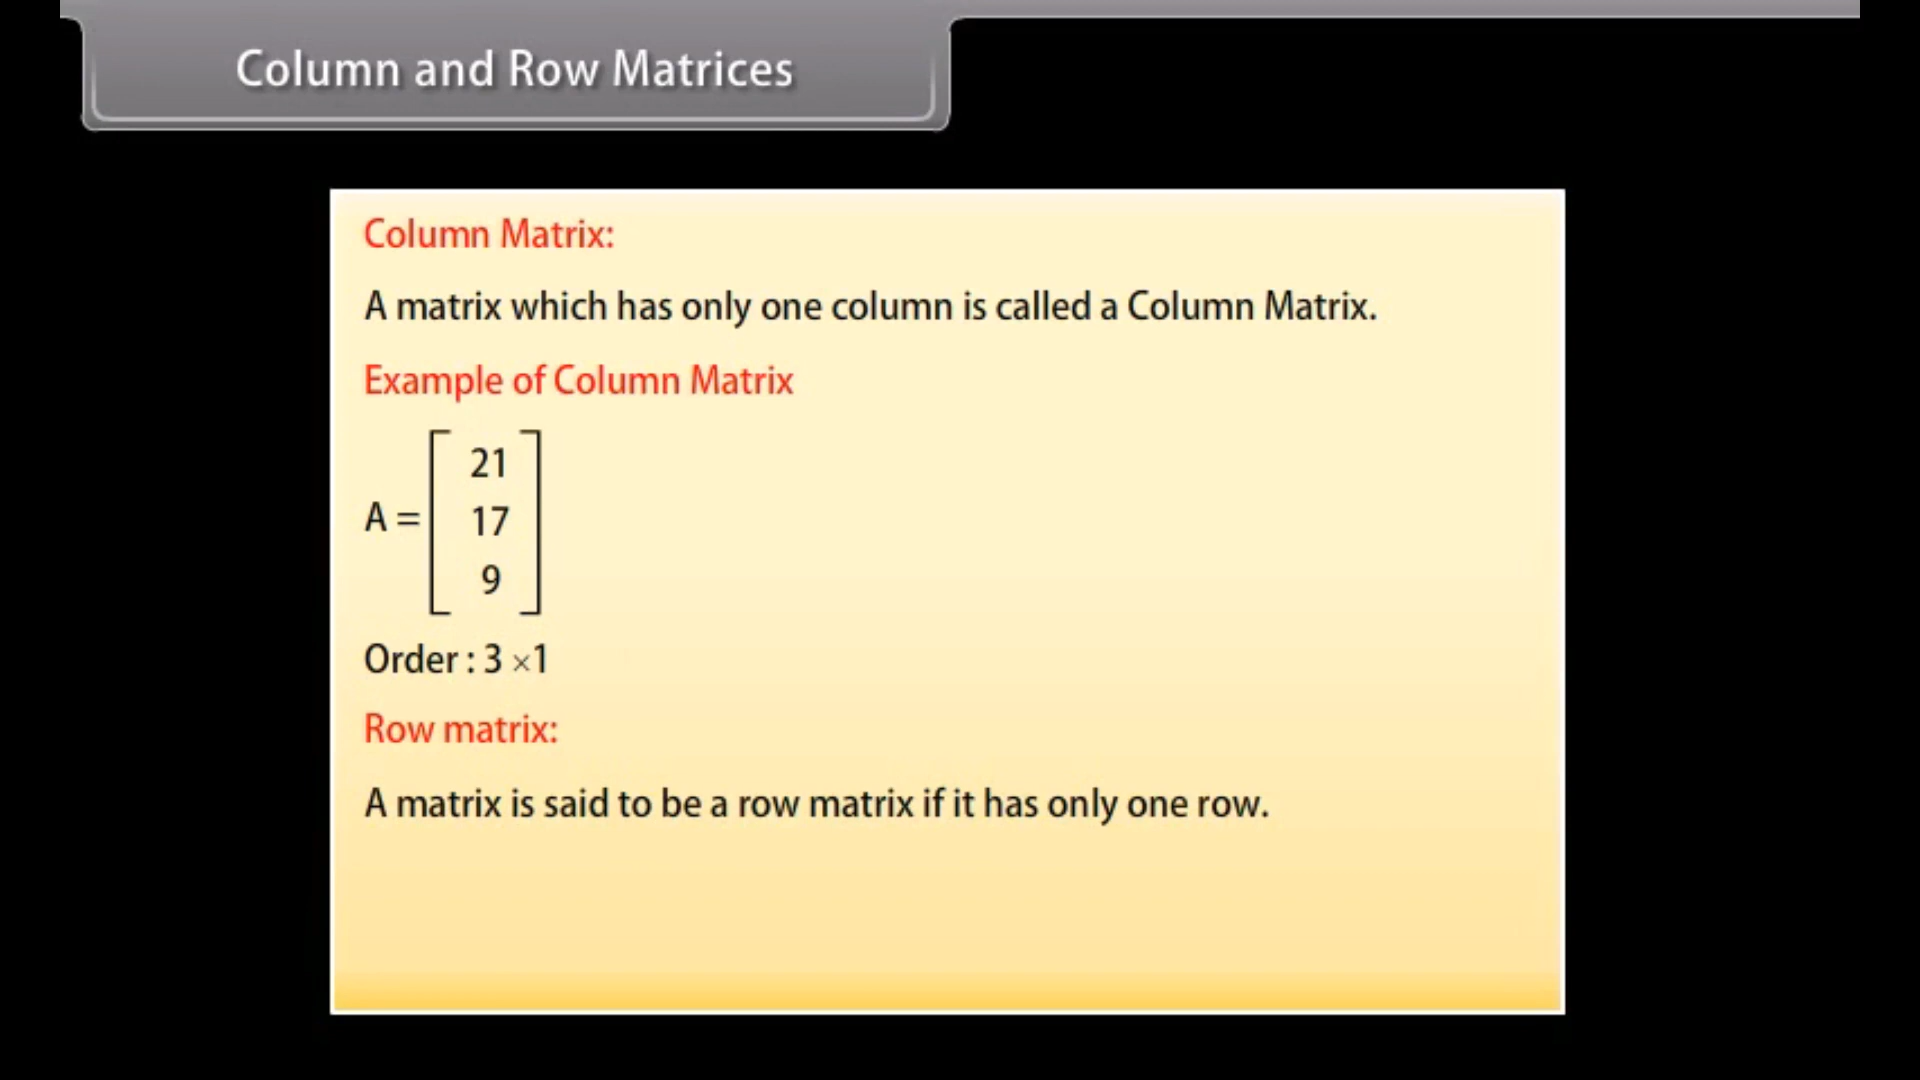 Column and Row Matrices
Column Matrix:
A matrix which has only one column is called a Column Matrix.
Example of Column Matrix
A = [ 21
17
9 ]
Order : 3 ×1
Row matrix:
A matrix is said to be a row matrix if it has only one row.